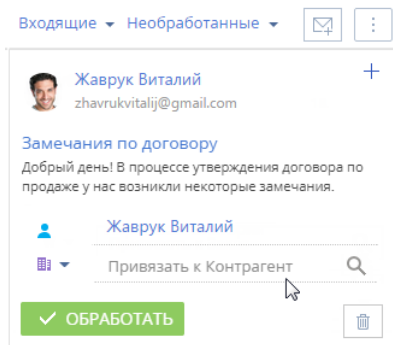 Входящие Необработанные
Жаврук Виталий
zhavrukvitalij@gmail.com
Замечания по договору
Добрый день! В процессе утверждения договора по
продаже у нас возникли некоторые замечания.
Жаврук Виталий
Привязать к Контрагент
ОБРАБОТАТЬ